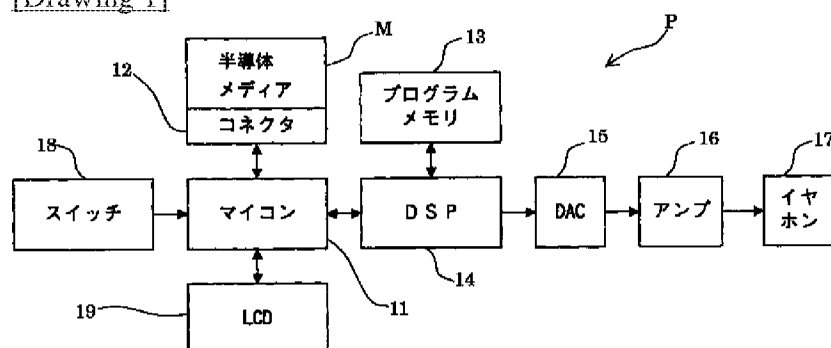 [Drawing 1]
P
M
13
12
半導体
メディア
コネクタ
プログラム
メモリ
18
15
16
17
スイッチ
マイコン
DSP
DAC
アンプ
イヤ
ホン
14
11
19
LCD